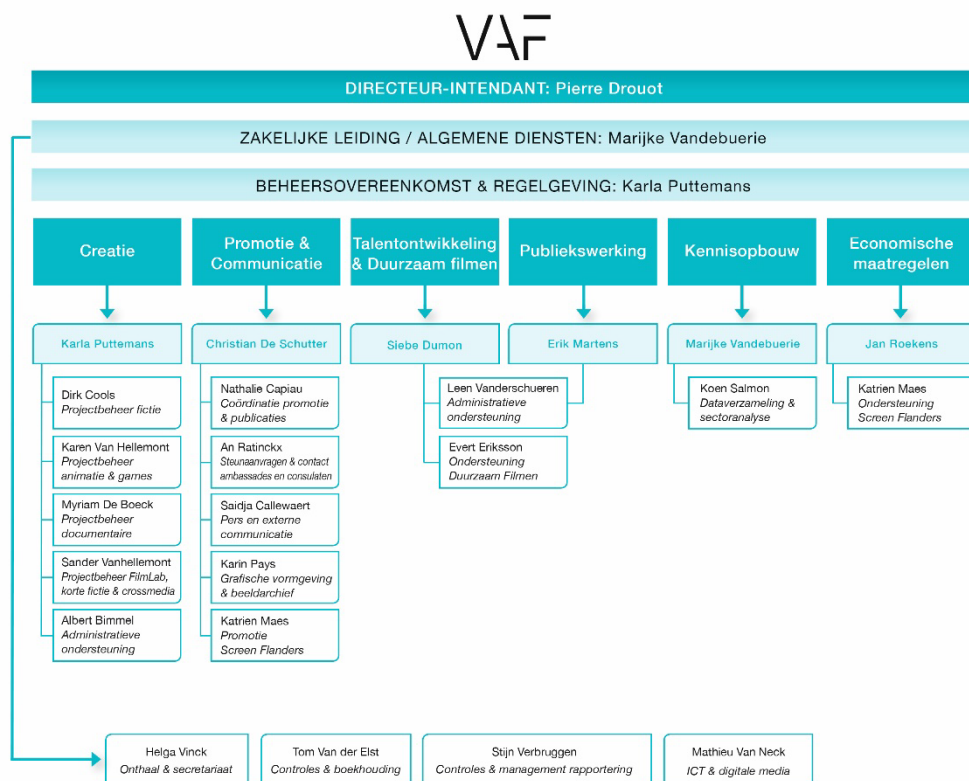 VAF
DIRECTEUR-INTENDANT: Pierre Drouot
ZAKELIJKE LEIDING / ALGEMENE DIENSTEN: Marijke Vandebuerie
BEHEERSOVEREENKOMST & REGELGEVING: Karla Puttemans
Creatie
Promotie &
Communicatie
Talentontwikkeling
& Duurzaam filmen
Publiekswerking
Kennisopbouw
Economische
maatregelen
Karla Puttemans
Christian De Schutter
Siebe Dumon
Erik Martens
Marijke Vandebuerie
Jan Roekens
Dirk Cools
Projectbeheer fictie
Karen Van Hellemont
Projectbeheer
animatie & games
Myriam De Boeck
Projectbeheer
documentaire
Sander Vanhellemont
Projectbeheer FilmLab,
korte fictie & crossmedia
Albert Bimmel
Administratieve
ondersteuning
Nathalie Capiau
Coördinatie promotie
& publicaties
An Ratinckx
Steunaanvragen & contact
ambassades en consulaten
Saidja Callewaert
Pers en externe
communicatie
Karin Pays
Grafische vormgeving
& beeldarchief
Katrien Maes
Promotie
Screen Flanders
Leen Vanderschueren
Administratieve
ondersteuning
Evert Eriksson
Ondersteuning
Duurzaam Filmen
Koen Salmon
Dataverzameling &
sectoranalyse
Katrien Maes
Ondersteuning
Screen Flanders
Helga Vinck
Onthaal & secretariaat
Tom Van der Elst
Controles & boekhouding
Stijn Verbruggen
Controles & management rapportering
Mathieu Van Neck
ICT & digitale media